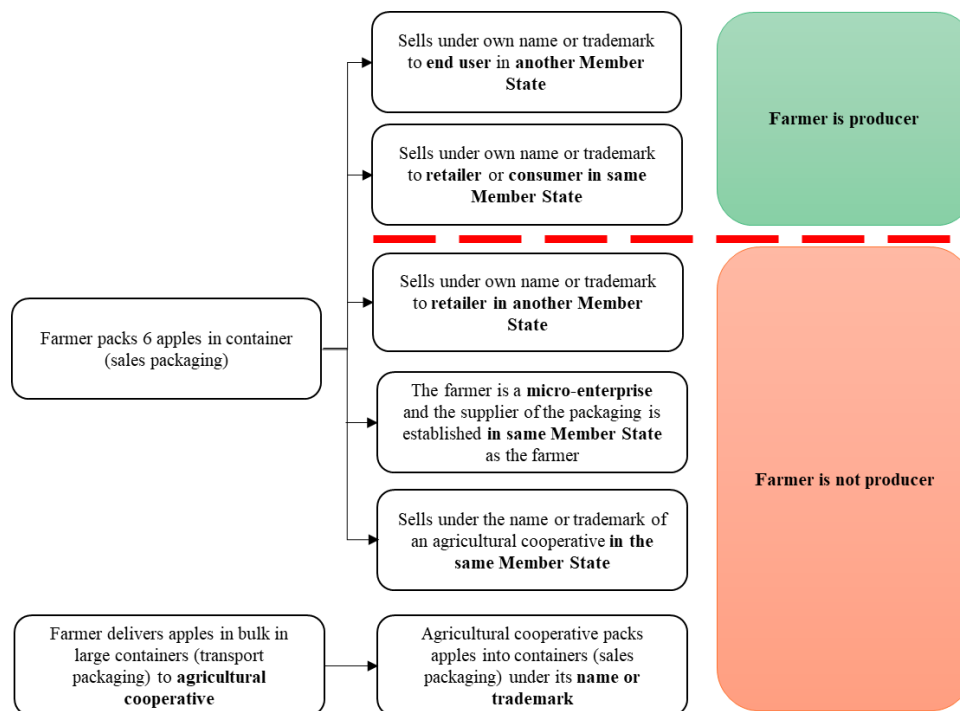 Sells under own name or trademark
to end user in another Member
State
Farmer is producer
Sells under own name or trademark
to retailer or consumer in same
Member State
Sells under own name or trademark
to retailer in another Member
State
Farmer packs 6 apples in container
(sales packaging)
The farmer is a micro-enterprise
and the supplier of the packaging is
established in same Member State
as the farmer
Farmer is not producer
Sells under the name or trademark of
an agricultural cooperative in the
same Member State
Farmer delivers apples in bulk in
large containers (transport
packaging) to agricultural
cooperative
Agricultural cooperative packs
apples into containers (sales
packaging) under its name or
trademark